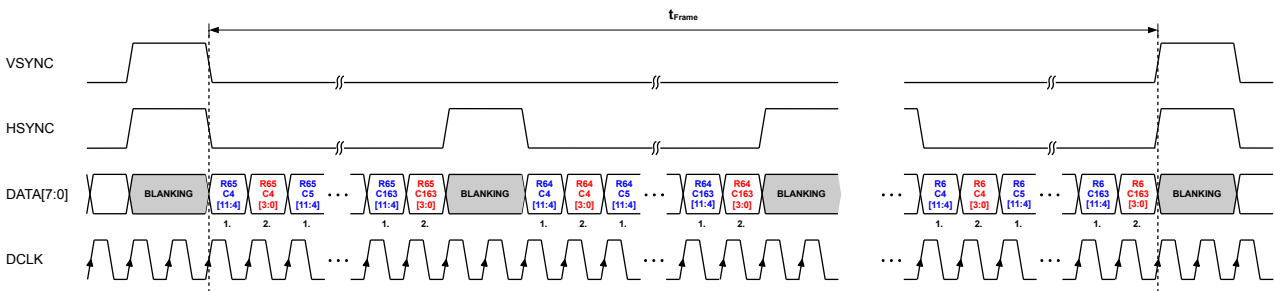 tFrame
VSYNC
HSYNC
DATA[7:0]
BLANKING
R65 C4 [11:4]
R65 C4 [3:0]
R65 C5 [11:4]
R65 C163 [11:4]
R65 C163 [3:0]
BLANKING
R64 C4 [11:4]
R64 C4 [3:0]
R64 C5 [11:4]
R64 C163 [11:4]
R64 C163 [3:0]
BLANKING
R6 C4 [11:4]
R6 C4 [3:0]
R6 C5 [11:4]
R6 C163 [11:4]
R6 C163 [3:0]
BLANKING
1. 2. 1. 1. 2. 1. 2. 1. 1. 2. 1. 2. 1. 1. 2.
DCLK